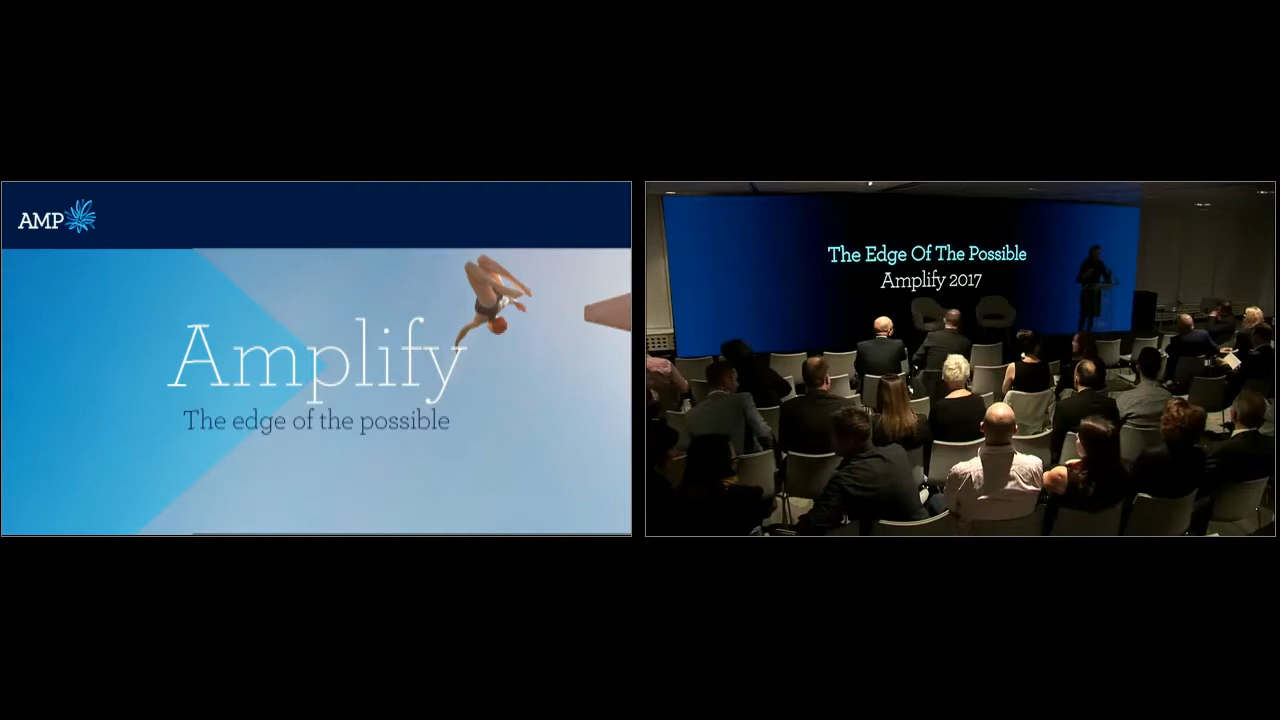 AMP
Amplify
The edge of the possible
The Edge Of The Possible
Amplify 2017